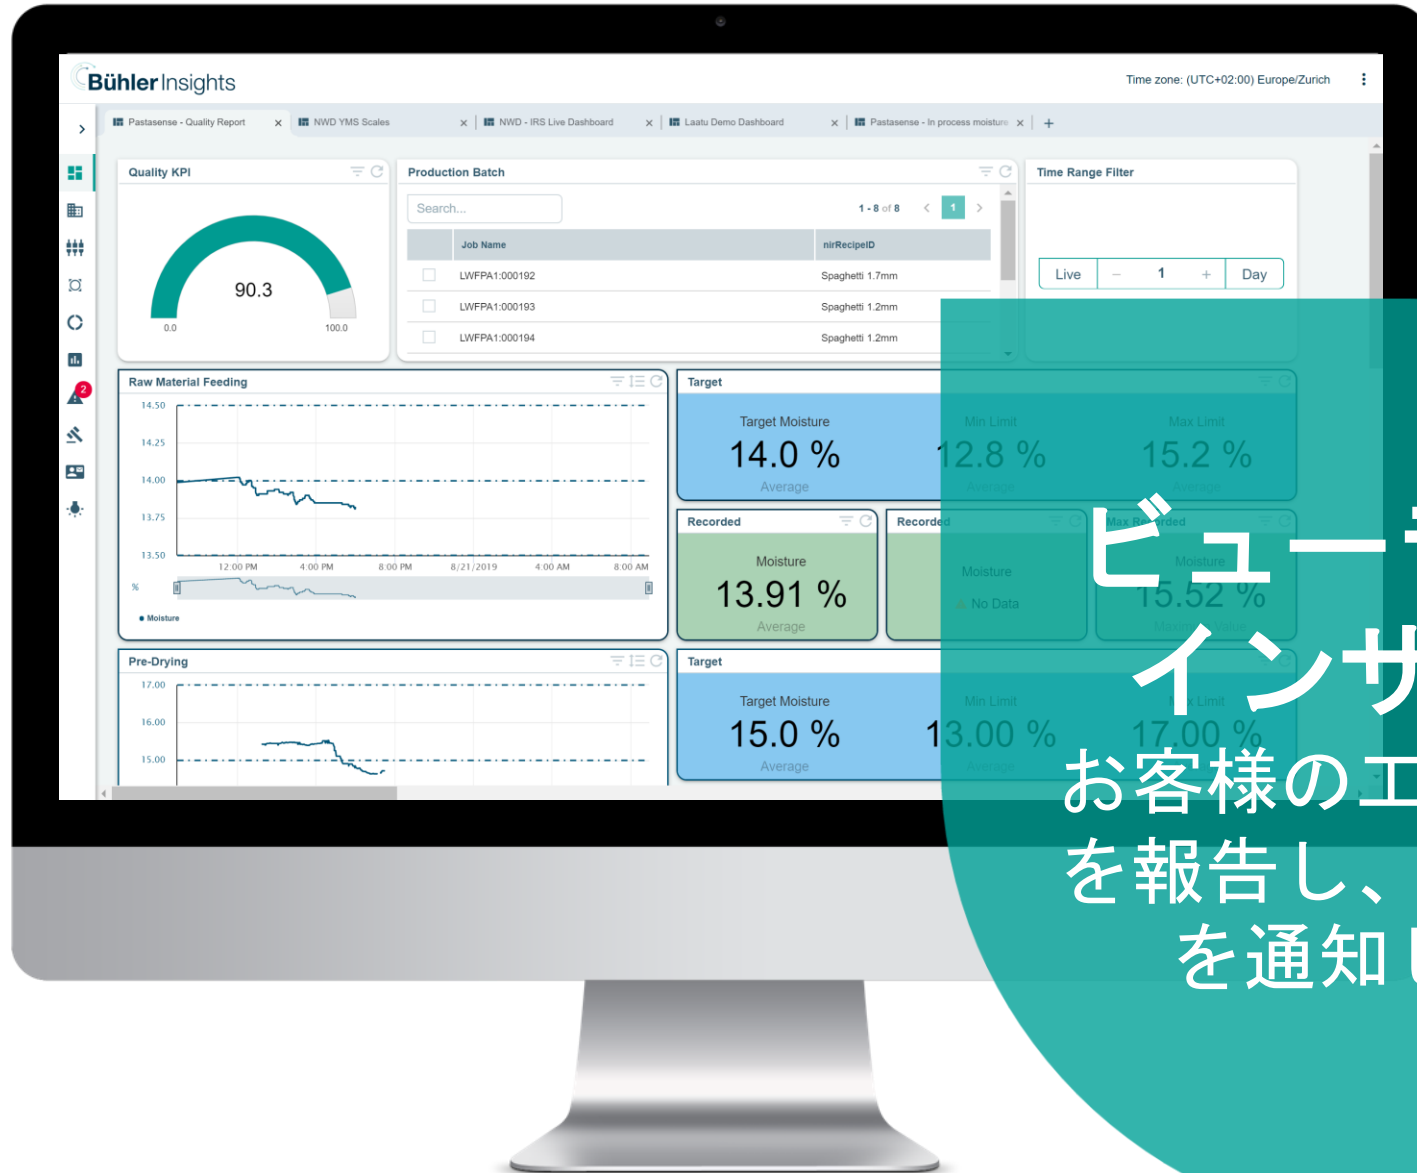 Bühler Insights
Time zone: (UTC+02:00) Europe/Zurich
Pastasense - Quality Report
NWD YMS Scales
NWD - IRS Live Dashboard
Laatu Demo Dashboard
Pastasense - In process moisture
Quality KPI
90.3
0.0
100.0
Production Batch
Search...
1 - 8 of 8
1
Job Name
nirRecipeID
LWFPA1:000192
Spaghetti 1.7mm
LWFPA1:000193
Spaghetti 1.2mm
LWFPA1:000194
Spaghetti 1.2mm
Time Range Filter
Live
−
1
+
Day
2
Raw Material Feeding
14.50
14.25
14.00
13.75
13.50
12:00 PM
4:00 PM
8:00 PM
8/21/2019
4:00 AM
8:00 AM
%
Moisture
Target
Target Moisture
14.0 %
Average
Min Limit
12.8 %
Average
Max Limit
15.2 %
Average
Recorded
Moisture
13.91 %
Average
Recorded
Moisture
No Data
Max Recorded
Moisture
15.52 %
Maximum Value
Pre-Drying
17.00
16.00
15.00
Target
Target Moisture
15.0 %
Average
Min Limit
13.00 %
Average
Max Limit
17.00 %
ビュー
インサ
お客様のエ
を報告し、
を通知し